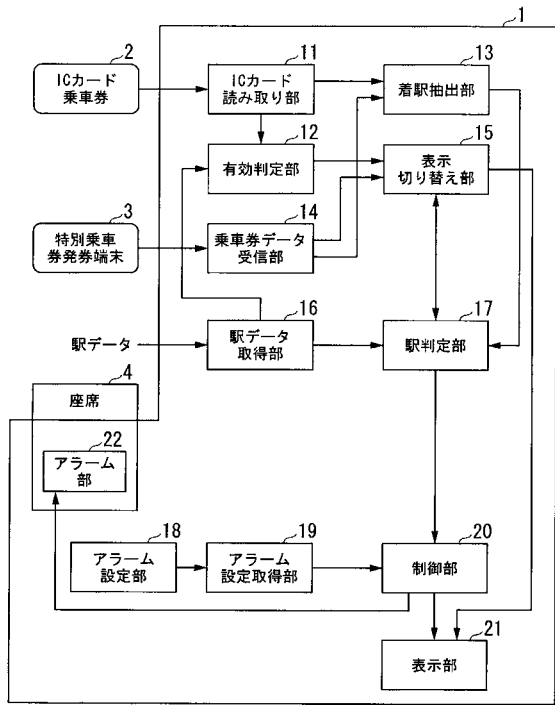 1
2
ICカード
乗車券
11
ICカード
読み取り部
13
着駅抽出部
12
有効判定部
15
表示
切り替え部
3
特別乗車
券発券端末
14
乗車券データ
受信部
16
駅データ
駅データ
取得部
17
駅判定部
4
座席
22
アラーム
部
18
アラーム
設定部
19
アラーム
設定取得部
20
制御部
21
表示部